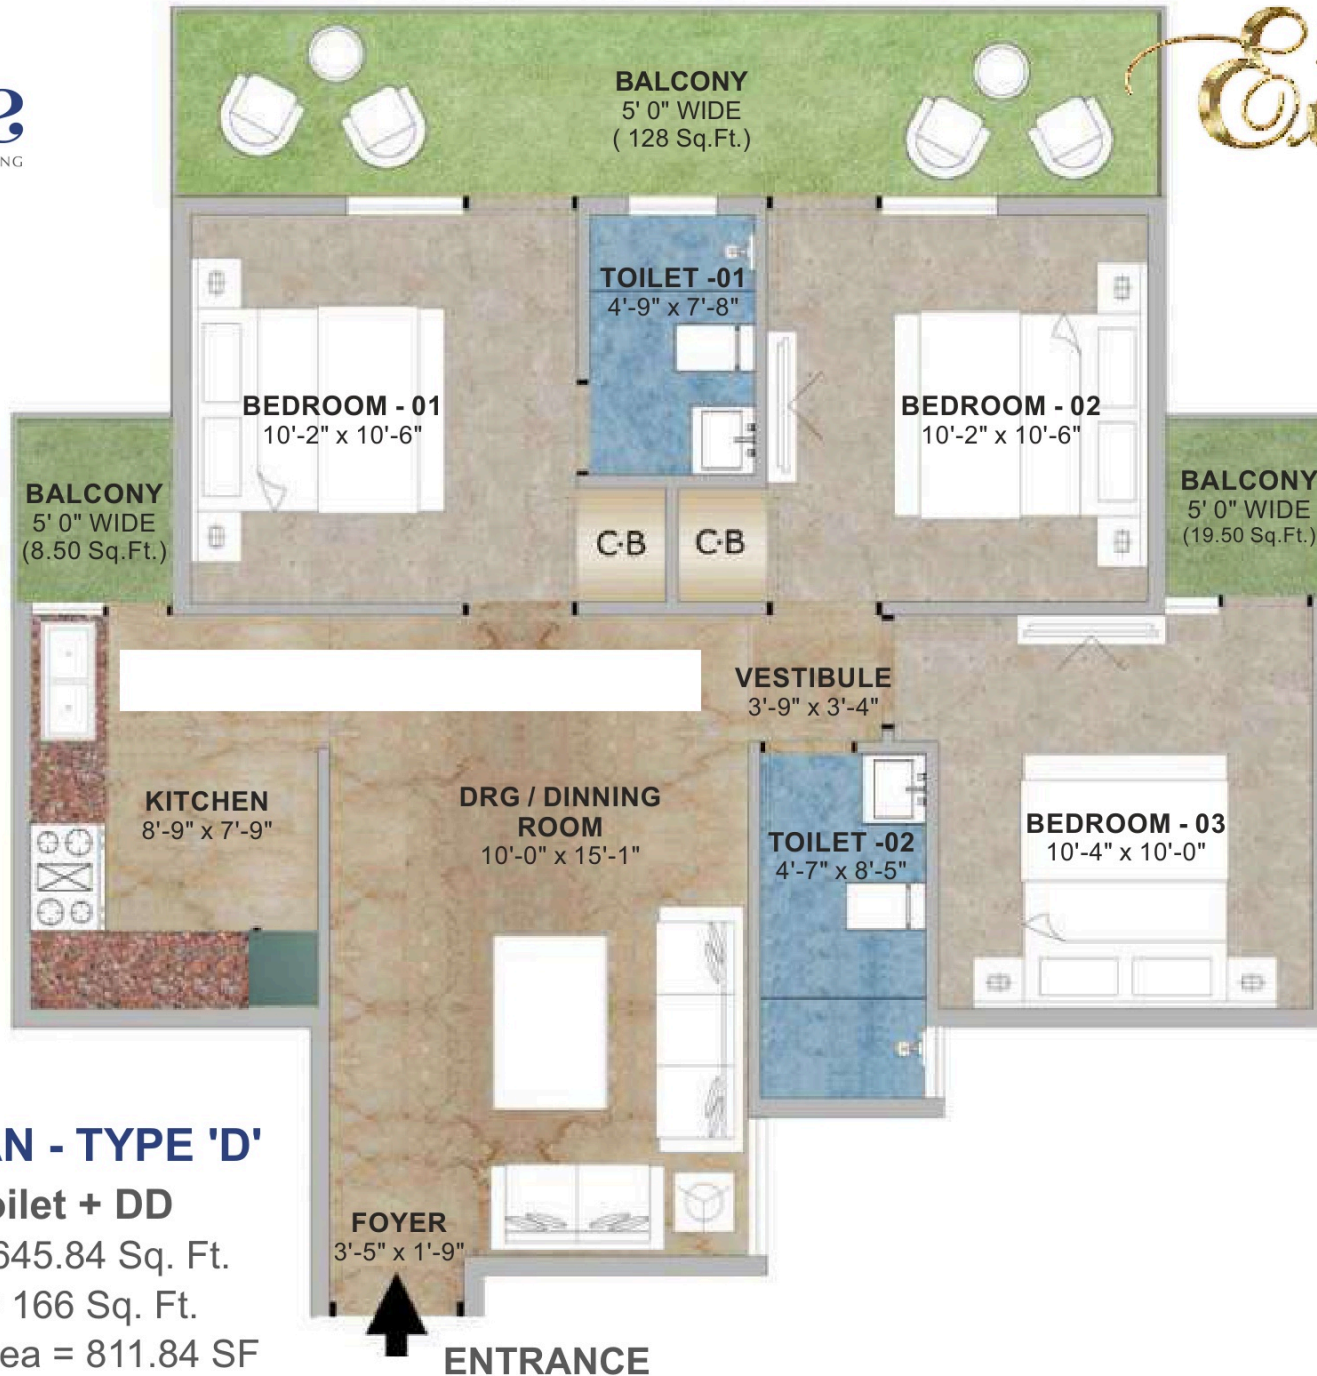 BALCONY
5' 0" WIDE
( 128 Sq.Ft.)
NG
TOILET -01
4'-9" x 7'-8"
BEDROOM - 01
10'-2" x 10'-6"
BEDROOM - 02
10'-2" x 10'-6"
BALCONY
5' 0" WIDE
(8.50 Sq.Ft.)
BALCONY
5' 0" WIDE
(19.50 Sq.Ft.)
C·B
C·B
VESTIBULE
3'-9" x 3'-4"
KITCHEN
8'-9" x 7'-9"
DRG / DINNING
ROOM
10'-0" x 15'-1"
TOILET -02
4'-7" x 8'-5"
BEDROOM - 03
10'-4" x 10'-0"
AN - TYPE 'D'
oilet + DD
645.84 Sq. Ft.
166 Sq. Ft.
ea = 811.84 SF
FOYER
3'-5" x 1'-9"
ENTRANCE